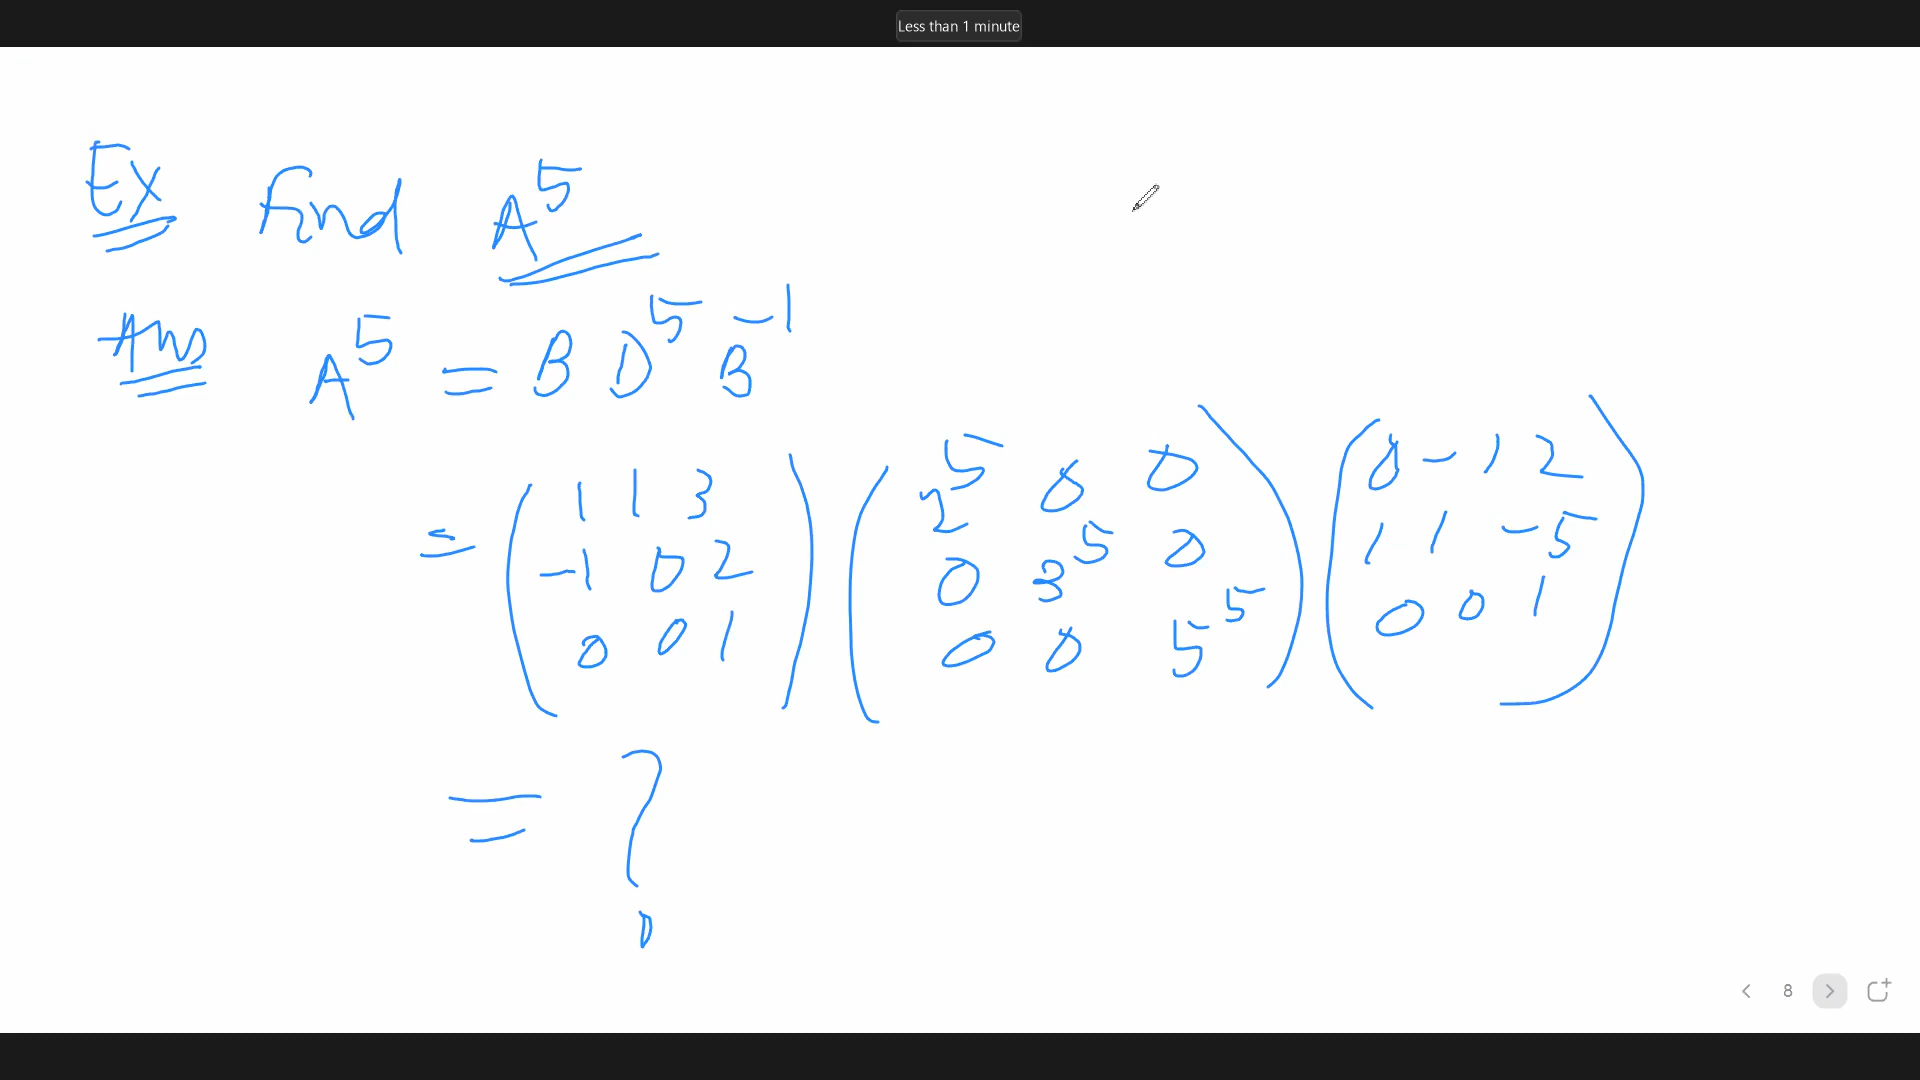 Less than 1 minute
Ex Find A^5
Ans A^5 = B D^5 B^-1
= ( 1 1 3 ) ( 2^5 0 0 ) ( 0 -1 2 )
( -1 0 2 ) ( 0 3^5 0 ) ( 1 1 -5 )
( 0 0 1 ) ( 0 0 5^5 ) ( 0 0 1 )
= ?
8